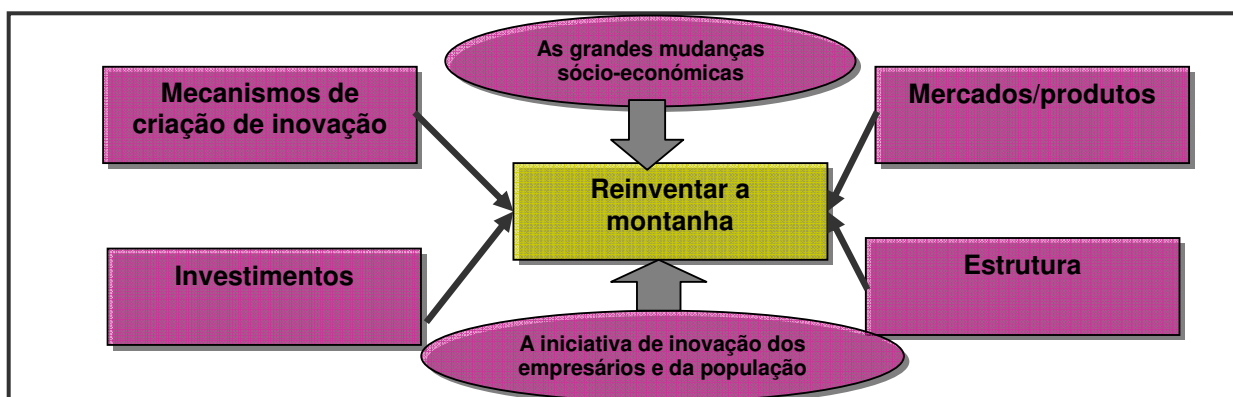 As grandes mudanças
sócio-económicas
Mecanismos de
criação de inovação
Mercados/produtos
Reinventar a
montanha
Investimentos
Estrutura
A iniciativa de inovação dos
empresários e da população